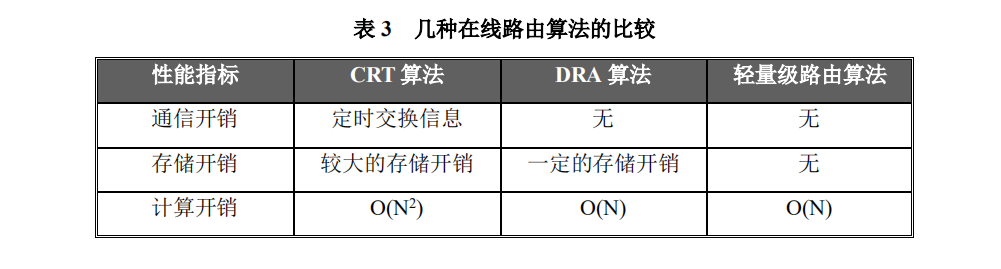 表 3 几种在线路由算法的比较
性能指标 CRT 算法 DRA 算法 轻量级路由算法
通信开销 定时交换信息 无 无
存储开销 较大的存储开销 一定的存储开销 无
计算开销 O(N²) O(N) O(N)